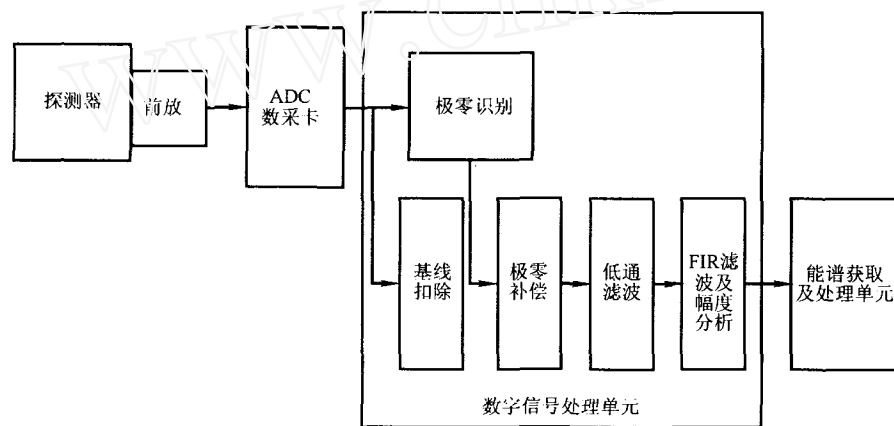 探测器
前放
ADC
数采卡
极零识别
基线
扣除
极零
补偿
低通
滤波
FIR滤
波及
幅度
分析
能谱获取
及处理单元
数字信号处理单元